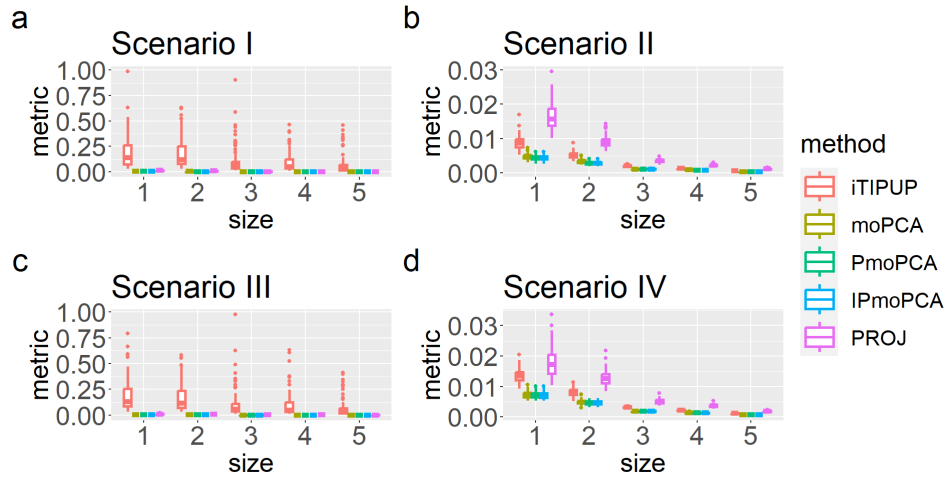 a
Scenario I
metric
1.00
0.75
0.50
0.25
0.00
1 2 3 4 5
size
b
Scenario II
metric
0.03
0.02
0.01
0.00
1 2 3 4 5
size
c
Scenario III
metric
1.00
0.75
0.50
0.25
0.00
1 2 3 4 5
size
d
Scenario IV
metric
0.03
0.02
0.01
0.00
1 2 3 4 5
size
method
iTIPUP
moPCA
PmoPCA
IPmoPCA
PROJ